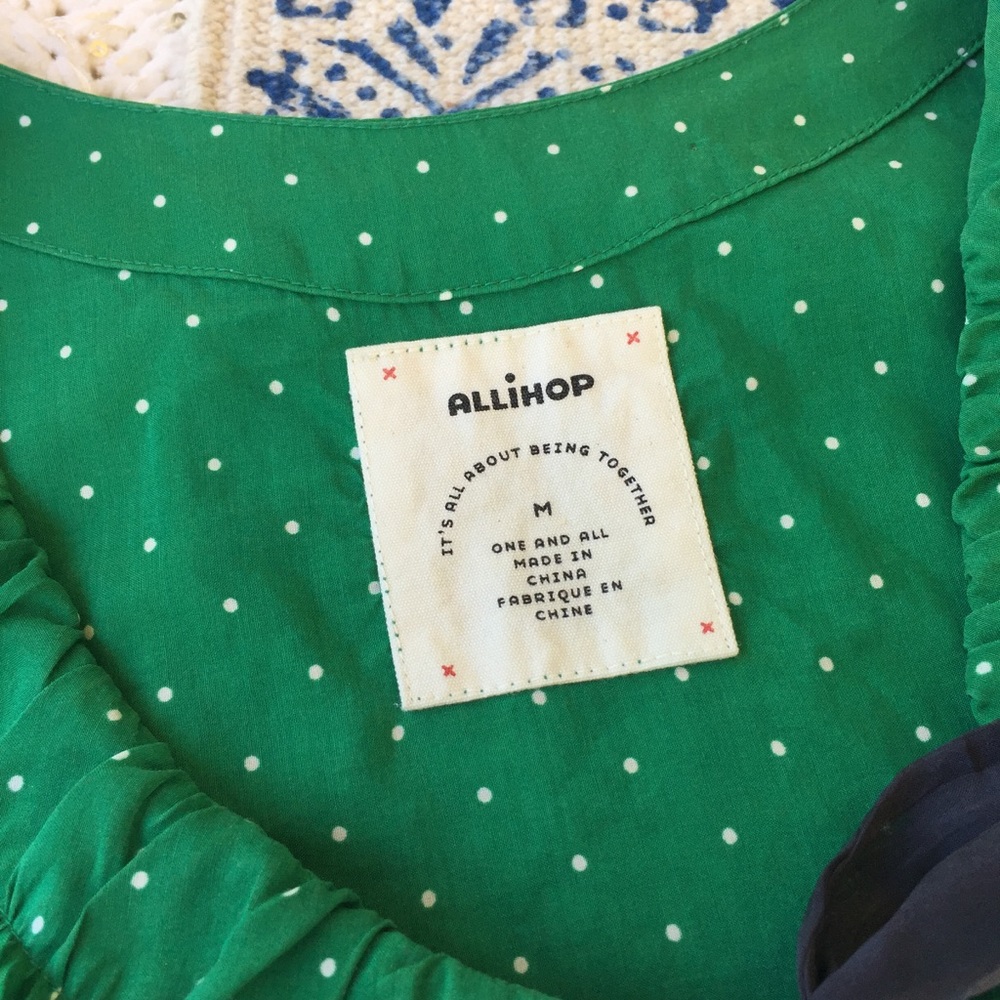 ALLiHOP
IT'S ALL ABOUT BEING TOGETHER
M
ONE AND ALL
MADE IN
CHINA
FABRIQUE EN
CHINE